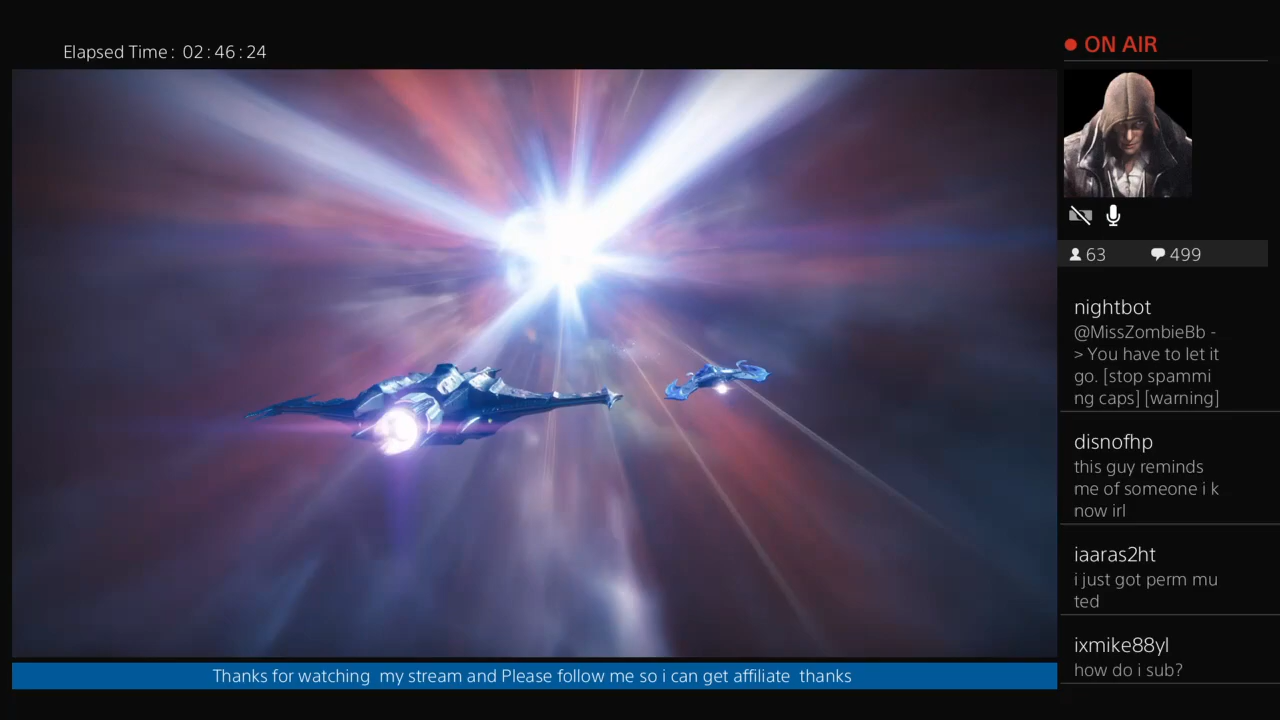 Elapsed Time: 02:46:24
ON AIR
63 499
nightbot
@MissZombieBb -
> You have to let it
go. [stop spammi
ng caps] [warning]
disnofhp
this guy reminds
me of someone i k
now irl
iaaras2ht
i just got perm mu
ted
ixmike88yl
how do i sub?
Thanks for watching  my stream and Please follow me so i can get affiliate  thanks